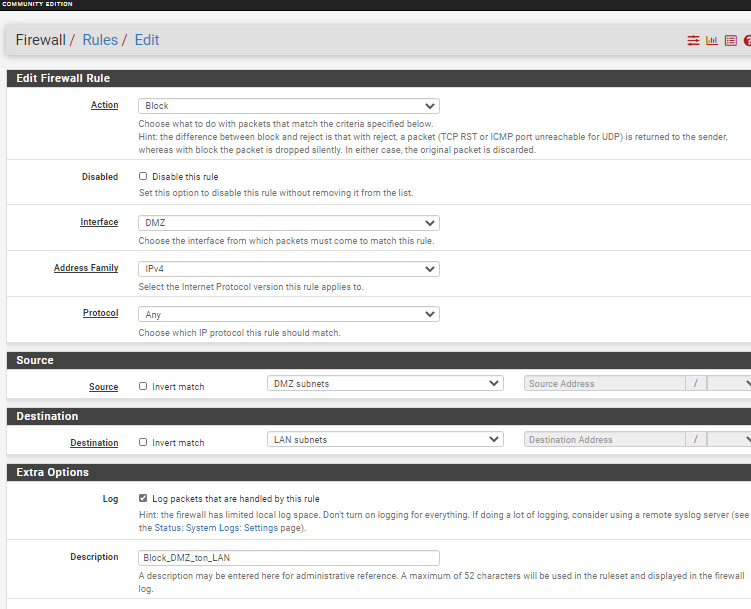 COMMUNITY EDITION
Firewall / Rules / Edit
Edit Firewall Rule
Action
Block
Choose what to do with packets that match the criteria specified below.
Hint: the difference between block and reject is that with reject, a packet (TCP RST or ICMP port unreachable for UDP) is returned to the sender,
whereas with block the packet is dropped silently. In either case, the original packet is discarded.
Disabled
Disable this rule
Set this option to disable this rule without removing it from the list.
Interface
DMZ
Choose the interface from which packets must come to match this rule.
Address Family
IPv4
Select the Internet Protocol version this rule applies to.
Protocol
Any
Choose which IP protocol this rule should match.
Source
Source Invert match DMZ subnets Source Address /
Destination
Destination Invert match LAN subnets Destination Address /
Extra Options
Log
Log packets that are handled by this rule
Hint: the firewall has limited local log space. Don't turn on logging for everything. If doing a lot of logging, consider using a remote syslog server (see
the Status: System Logs: Settings page).
Description
Block_DMZ_ton_LAN
A description may be entered here for administrative reference. A maximum of 52 characters will be used in the ruleset and displayed in the firewall
log.